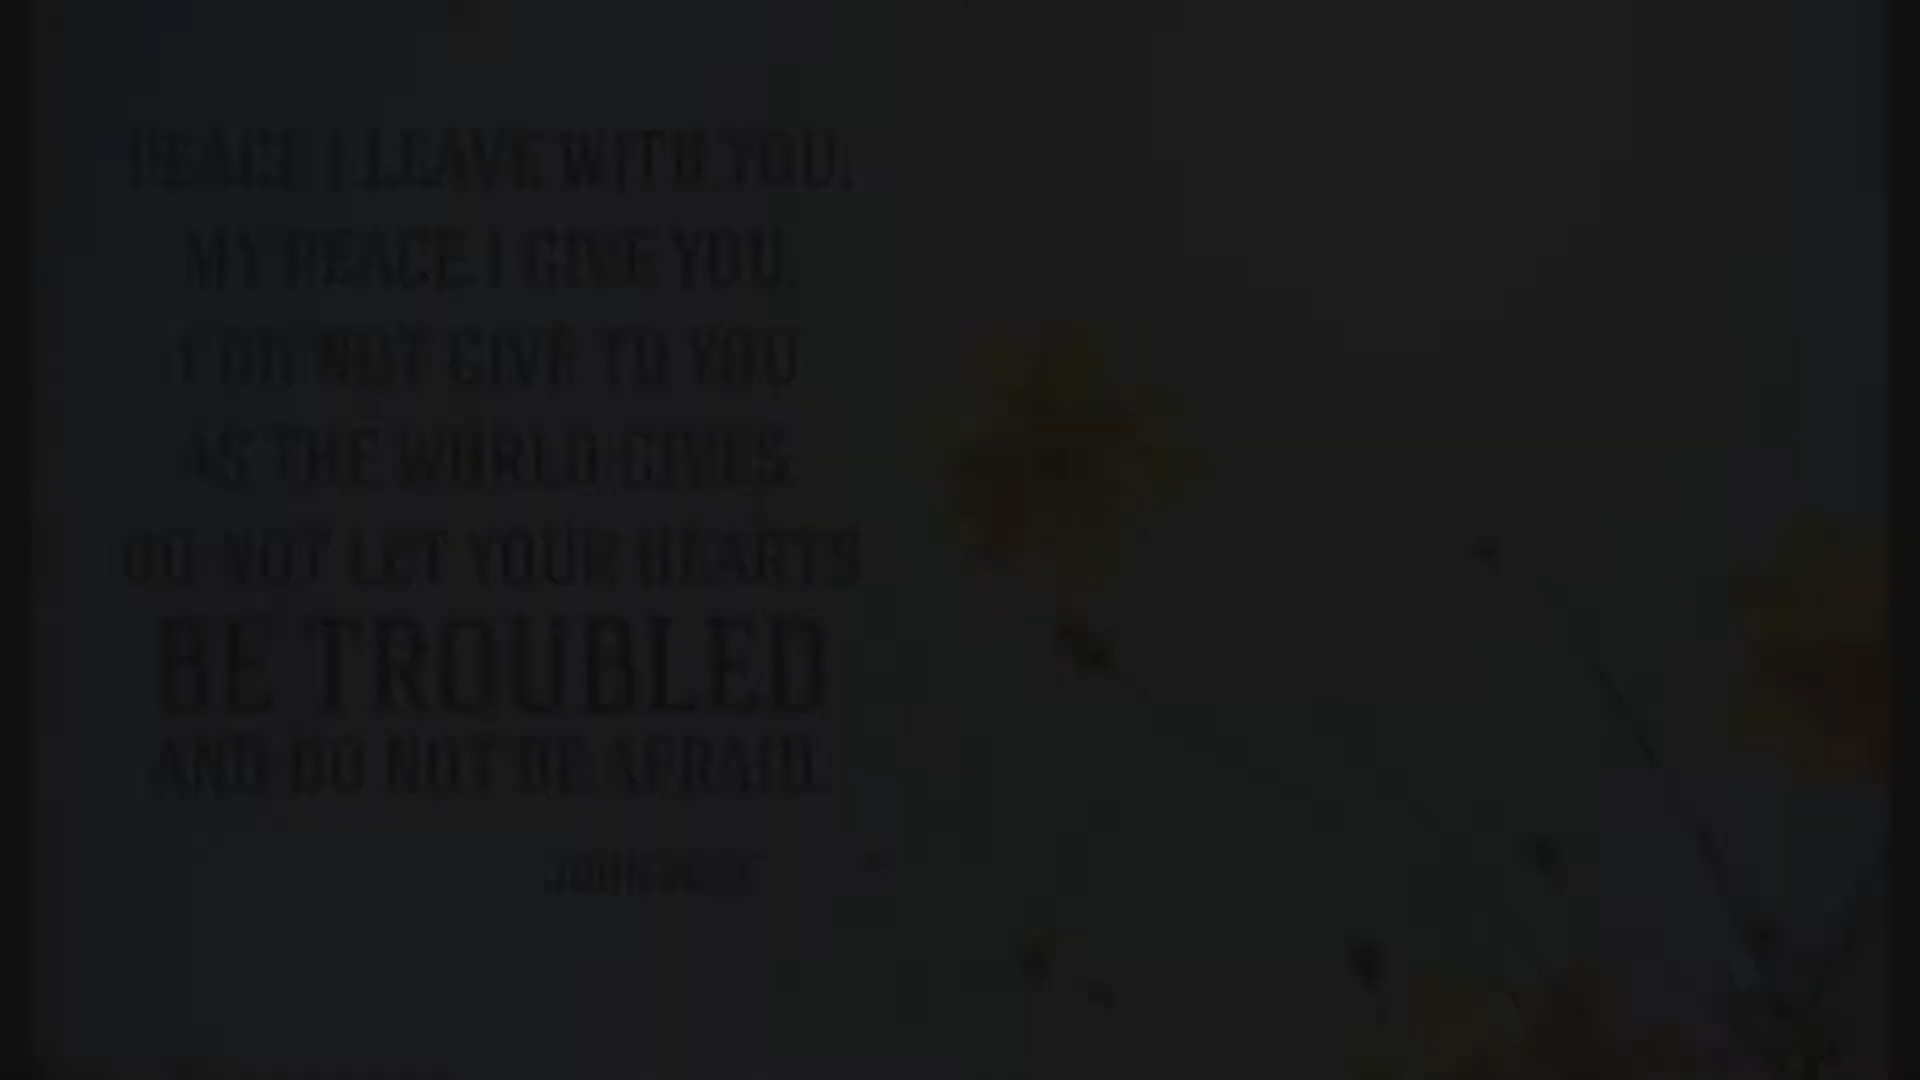 PEACE I LEAVE WITH YOU;
MY PEACE I GIVE YOU.
I DO NOT GIVE TO YOU
AS THE WORLD GIVES.
DO NOT LET YOUR HEARTS
BE TROUBLED
AND DO NOT BE AFRAID.
JOHN